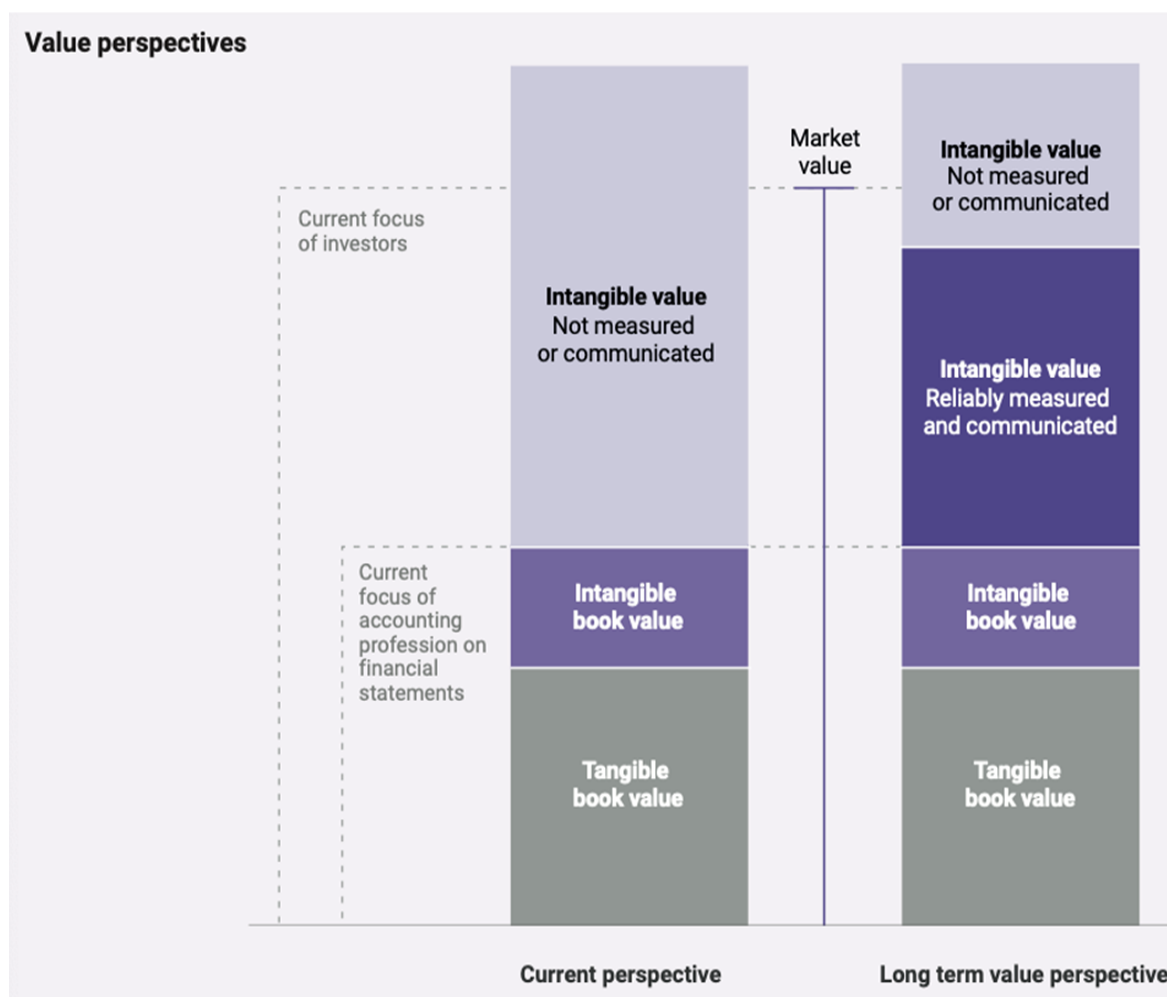 Value perspectives
Market
value
Current focus
of investors
Intangible value
Not measured
or communicated
Intangible value
Not measured
or communicated
Intangible value
Reliably measured
and communicated
Current
focus of
accounting
profession on
financial
statements
Intangible
book value
Intangible
book value
Tangible
book value
Tangible
book value
Current perspective
Long term value perspective